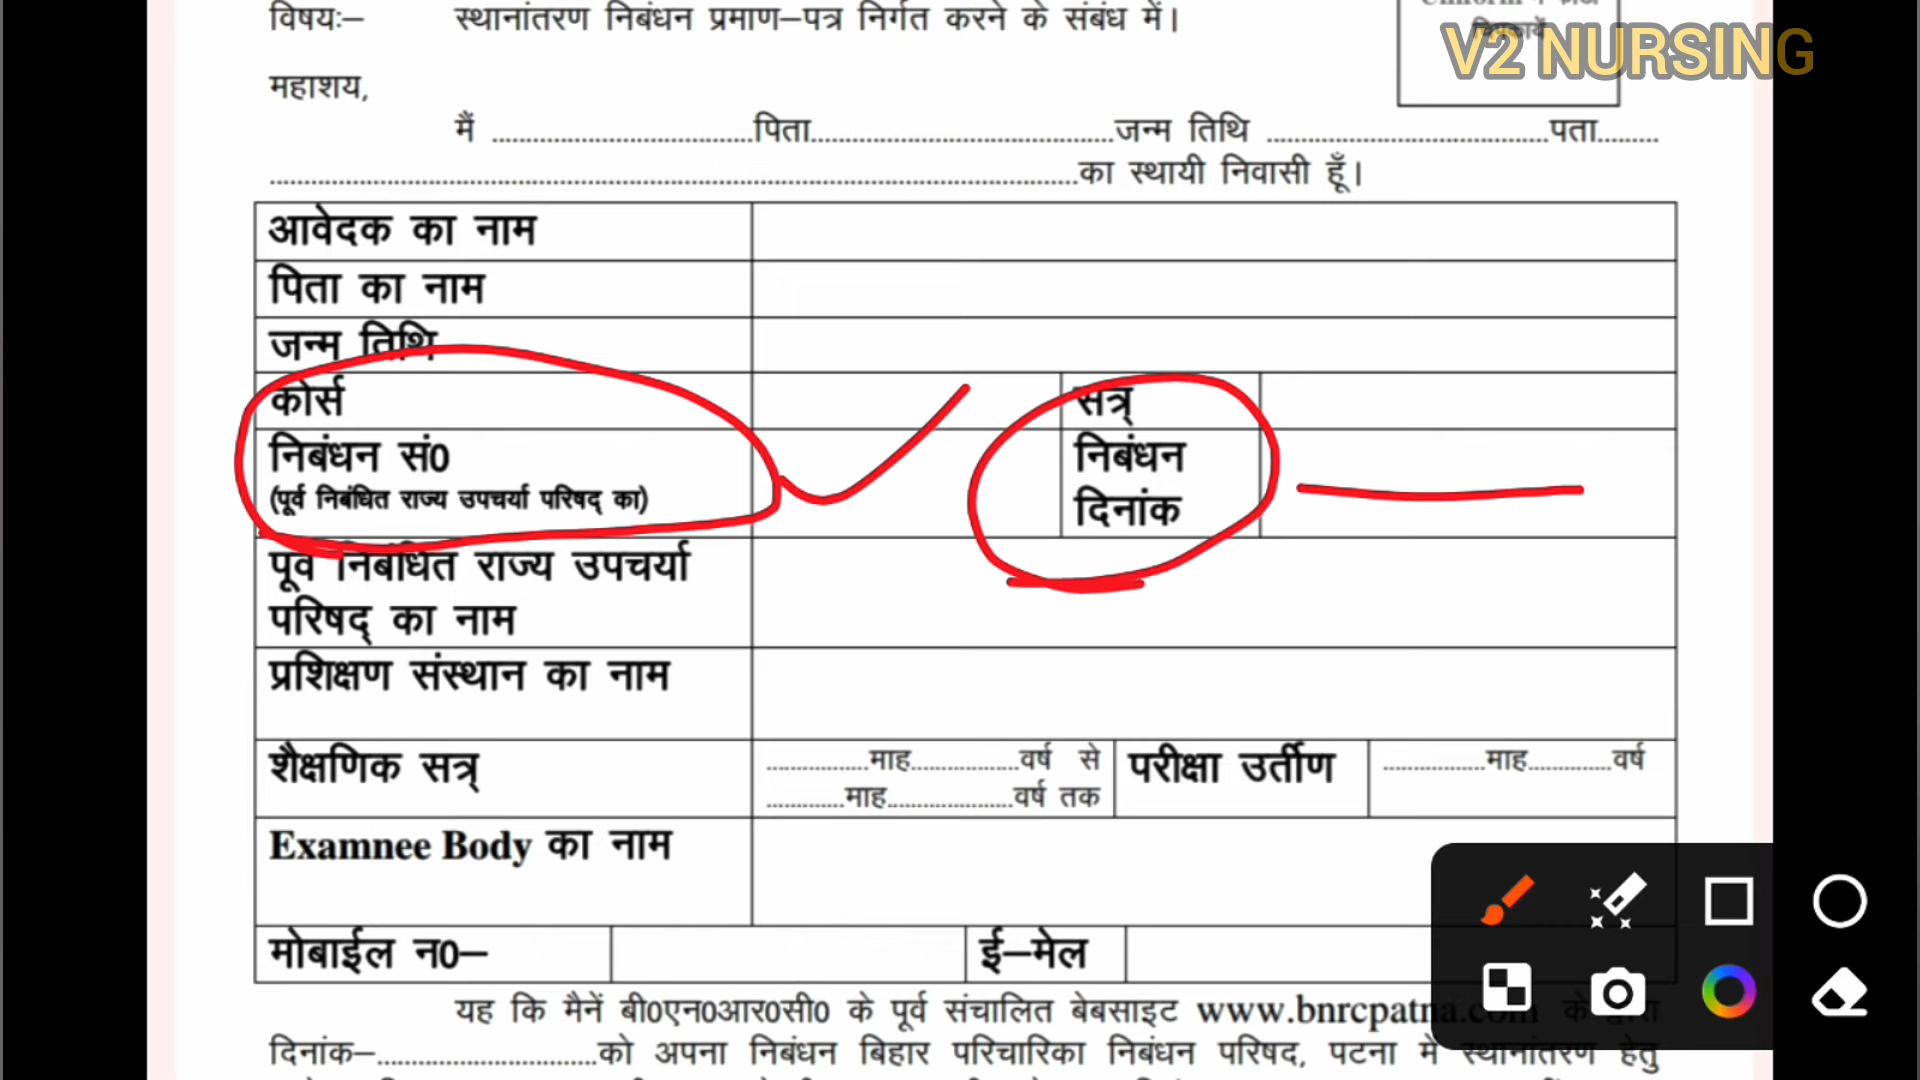 विषयः– स्थानांतरण निबंधन प्रमाण–पत्र निर्गत करने के संबंध में।
V2 NURSING
महाशय,
मैं ................................पिता.....................................जन्म तिथि ..................................पता........
....................................................................................................का स्थायी निवासी हूँ।
आवेदक का नाम
पिता का नाम
जन्म तिथि
कोर्स सत्र्
निबंधन सं0 निबंधन
(पूर्व निबंधित राज्य उपचर्या परिषद् का) दिनांक
पूर्व निबंधित राज्य उपचर्या
परिषद् का नाम
प्रशिक्षण संस्थान का नाम
शैक्षणिक सत्र् .............माह..............वर्ष से परीक्षा उर्तीण .............माह...........वर्ष
..........माह................वर्ष तक
Examnee Body का नाम
मोबाईल न0– ई–मेल
यह कि मैनें बी0एन0आर0सी0 के पूर्व संचालित बेबसाइट www.bnrcpatna.com के द्वारा
दिनांक–...........................को अपना निबंधन बिहार परिचारिका निबंधन परिषद, पटना मे स्थानांतरण हेतु